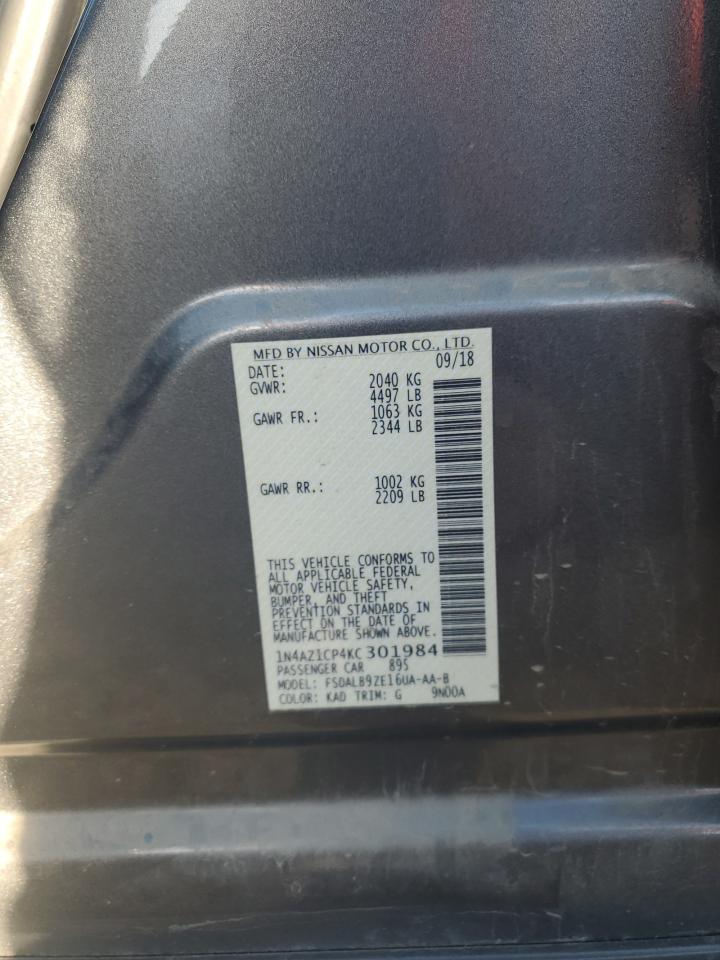 MFD BY NISSAN MOTOR CO., LTD.
DATE: 09/18
GVWR: 2040 KG
4497 LB
GAWR FR.: 1063 KG
2344 LB
GAWR RR.: 1002 KG
2209 LB
THIS VEHICLE CONFORMS TO
ALL APPLICABLE FEDERAL
MOTOR VEHICLE SAFETY,
BUMPER, AND THEFT
PREVENTION STANDARDS IN
EFFECT ON THE DATE OF
MANUFACTURE SHOWN ABOVE.
1N4AZ1CP4KC301984
PASSENGER CAR 895
MODEL: FSDALB9ZE16UA-AA-B
COLOR: KAD TRIM: G 9N00A